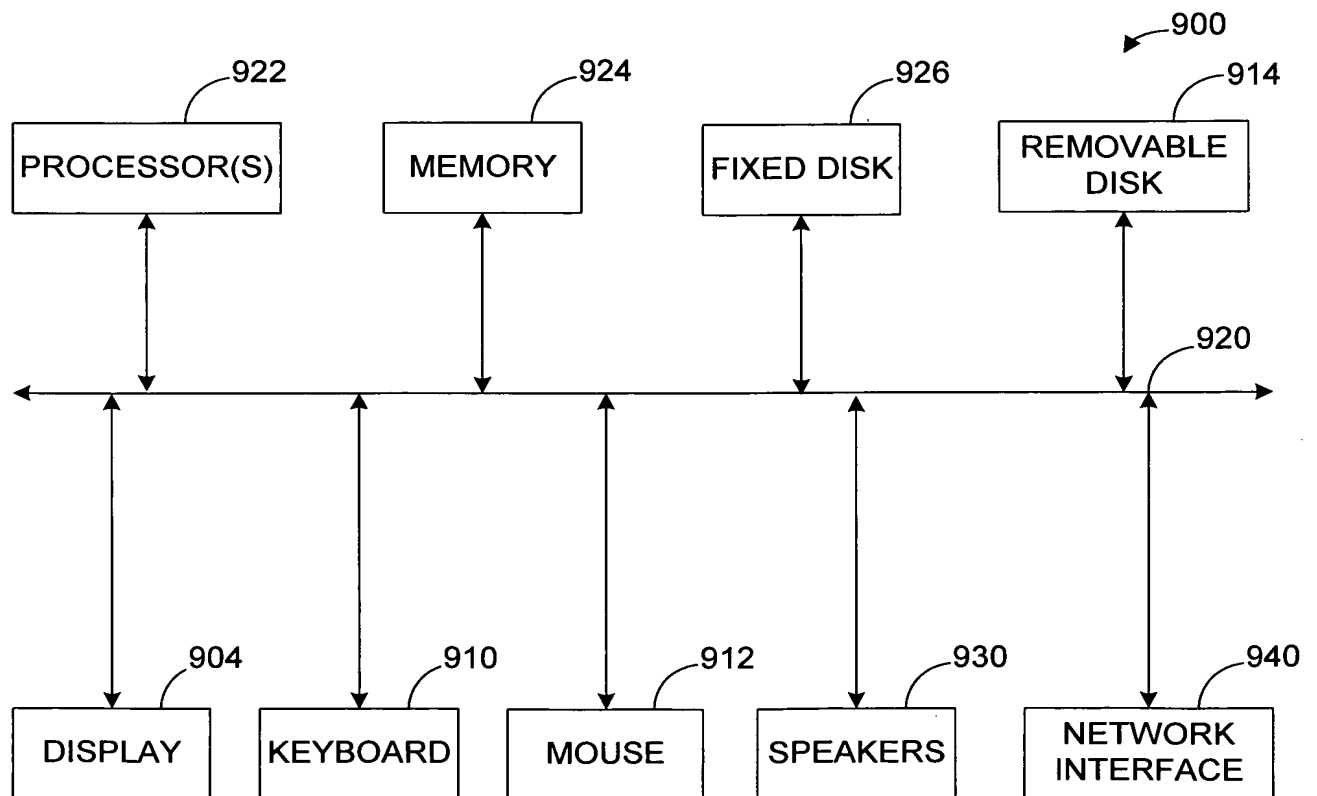 900
922
924
926
914
PROCESSOR(S)
MEMORY
FIXED DISK
REMOVABLE
DISK
920
904
910
912
930
940
DISPLAY
KEYBOARD
MOUSE
SPEAKERS
NETWORK
INTERFACE